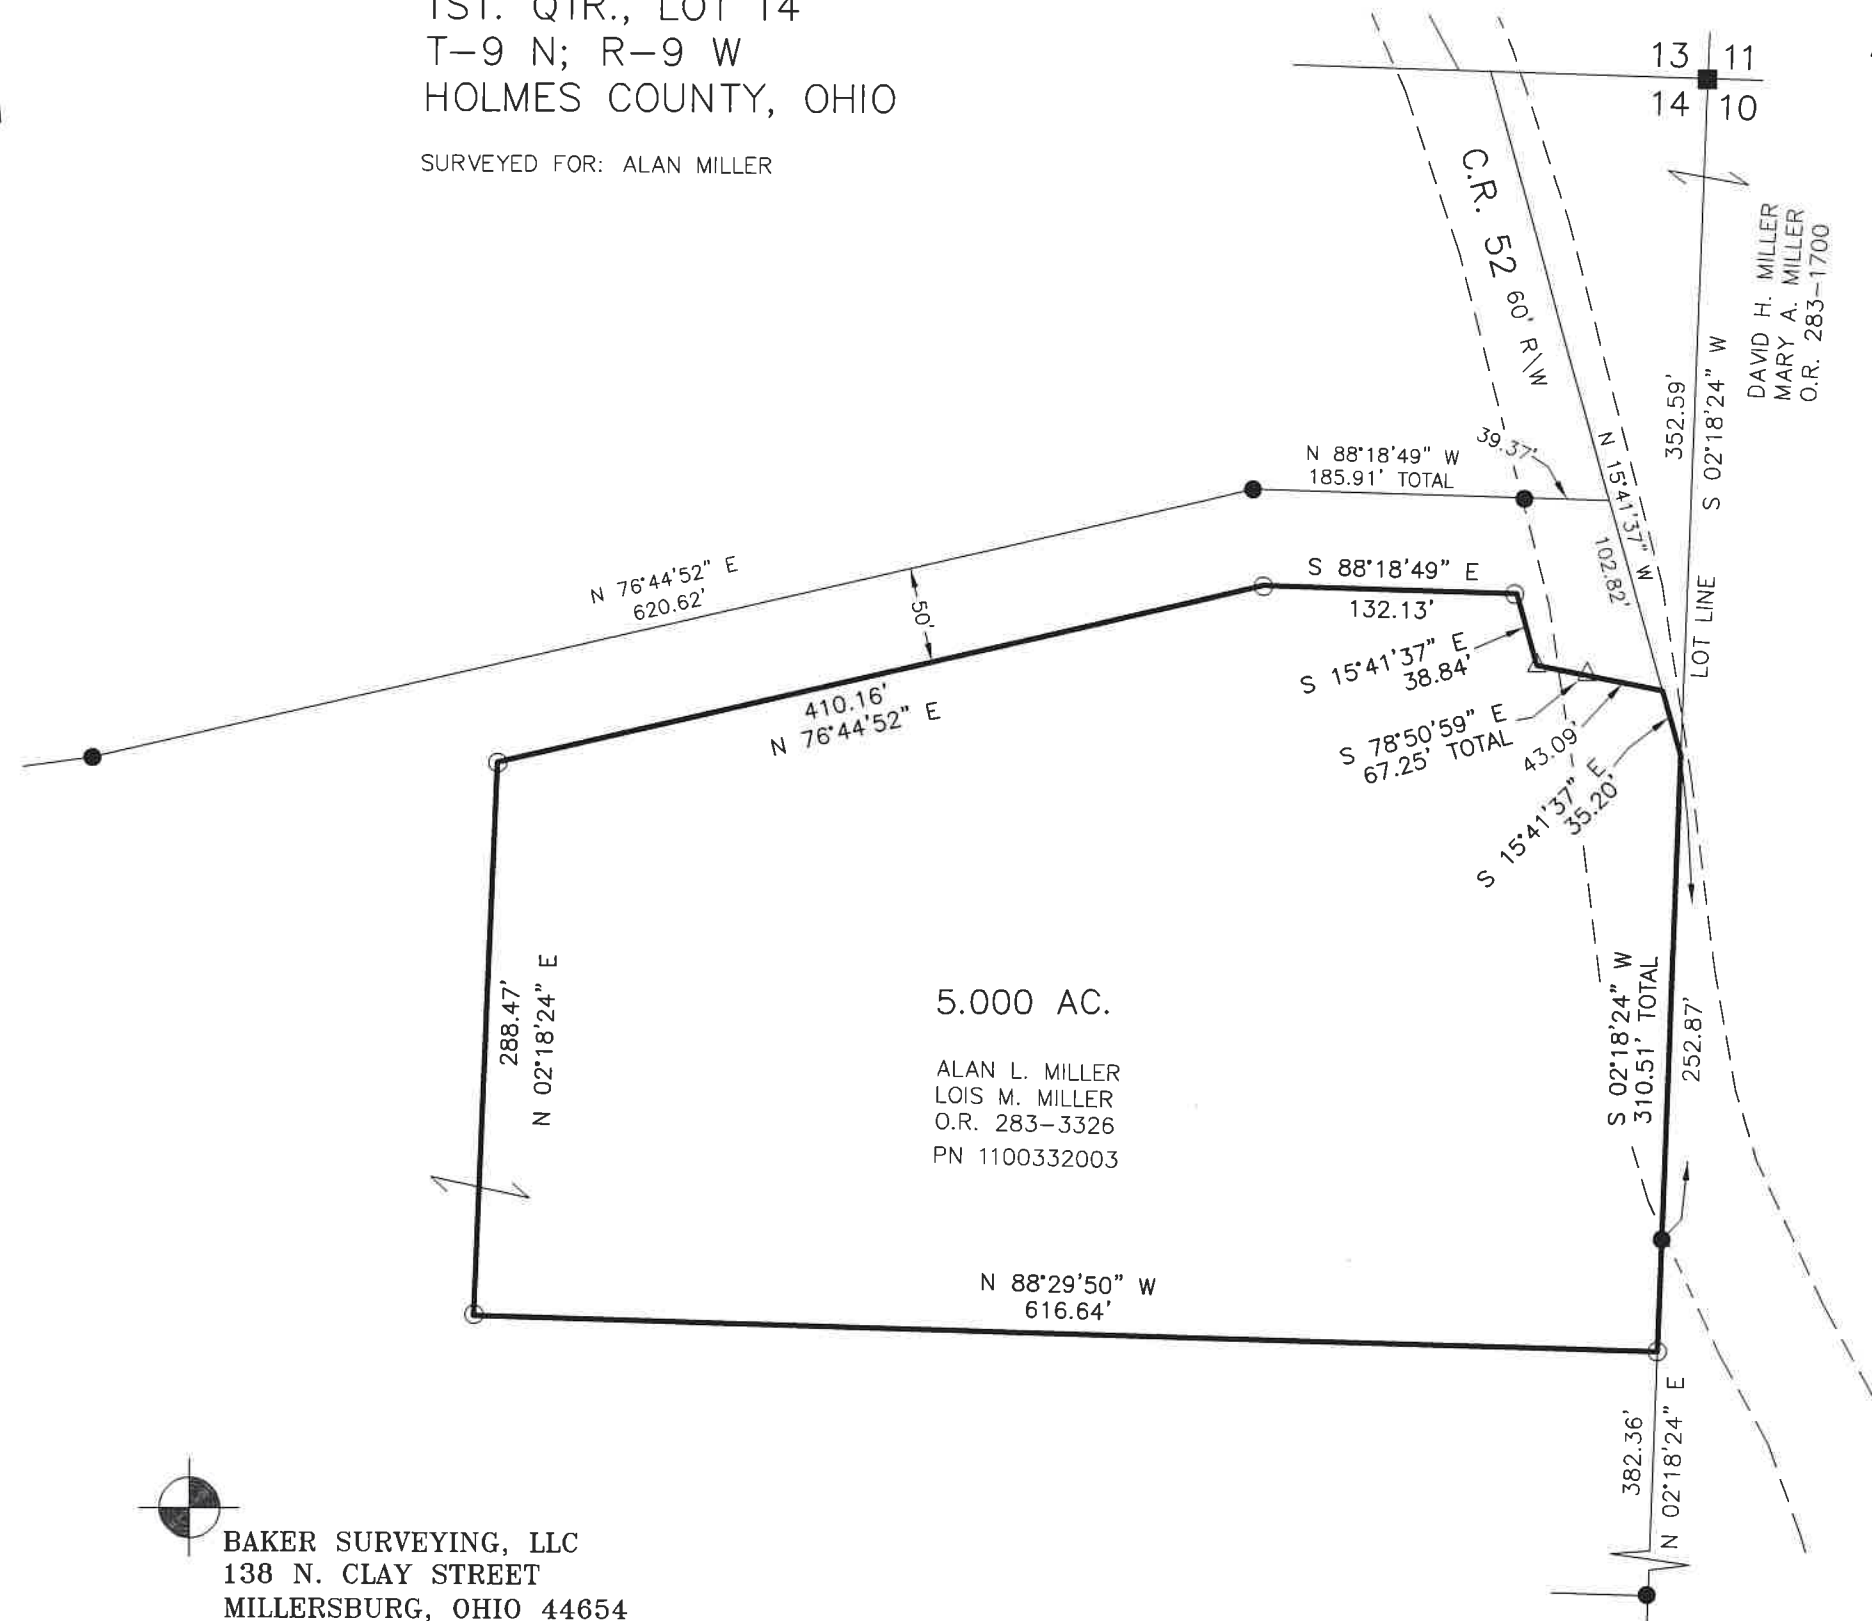 1ST. QTR., LOT 14
T-9 N; R-9 W
HOLMES COUNTY, OHIO
SURVEYED FOR: ALAN MILLER
13 11
14 10
C.R. 52 60' R\W
DAVID H. MILLER
MARY A. MILLER
O.R. 283-1700
352.59'
S 02°18'24" W
LOT LINE
N 15°41'37" W
102.82'
39.37'
N 88°18'49" W
185.91' TOTAL
N 76°44'52" E
620.62'
50'
S 88°18'49" E
132.13'
S 15°41'37" E
38.84'
S 78°50'59" E
67.25' TOTAL
43.09'
S 15°41'37" E
35.20'
410.16'
N 76°44'52" E
288.47'
N 02°18'24" E
5.000 AC.
ALAN L. MILLER
LOIS M. MILLER
O.R. 283-3326
PN 1100332003
S 02°18'24" W
310.51' TOTAL
252.87'
N 88°29'50" W
616.64'
382.36'
N 02°18'24" E
BAKER SURVEYING, LLC
138 N. CLAY STREET
MILLERSBURG, OHIO 44654